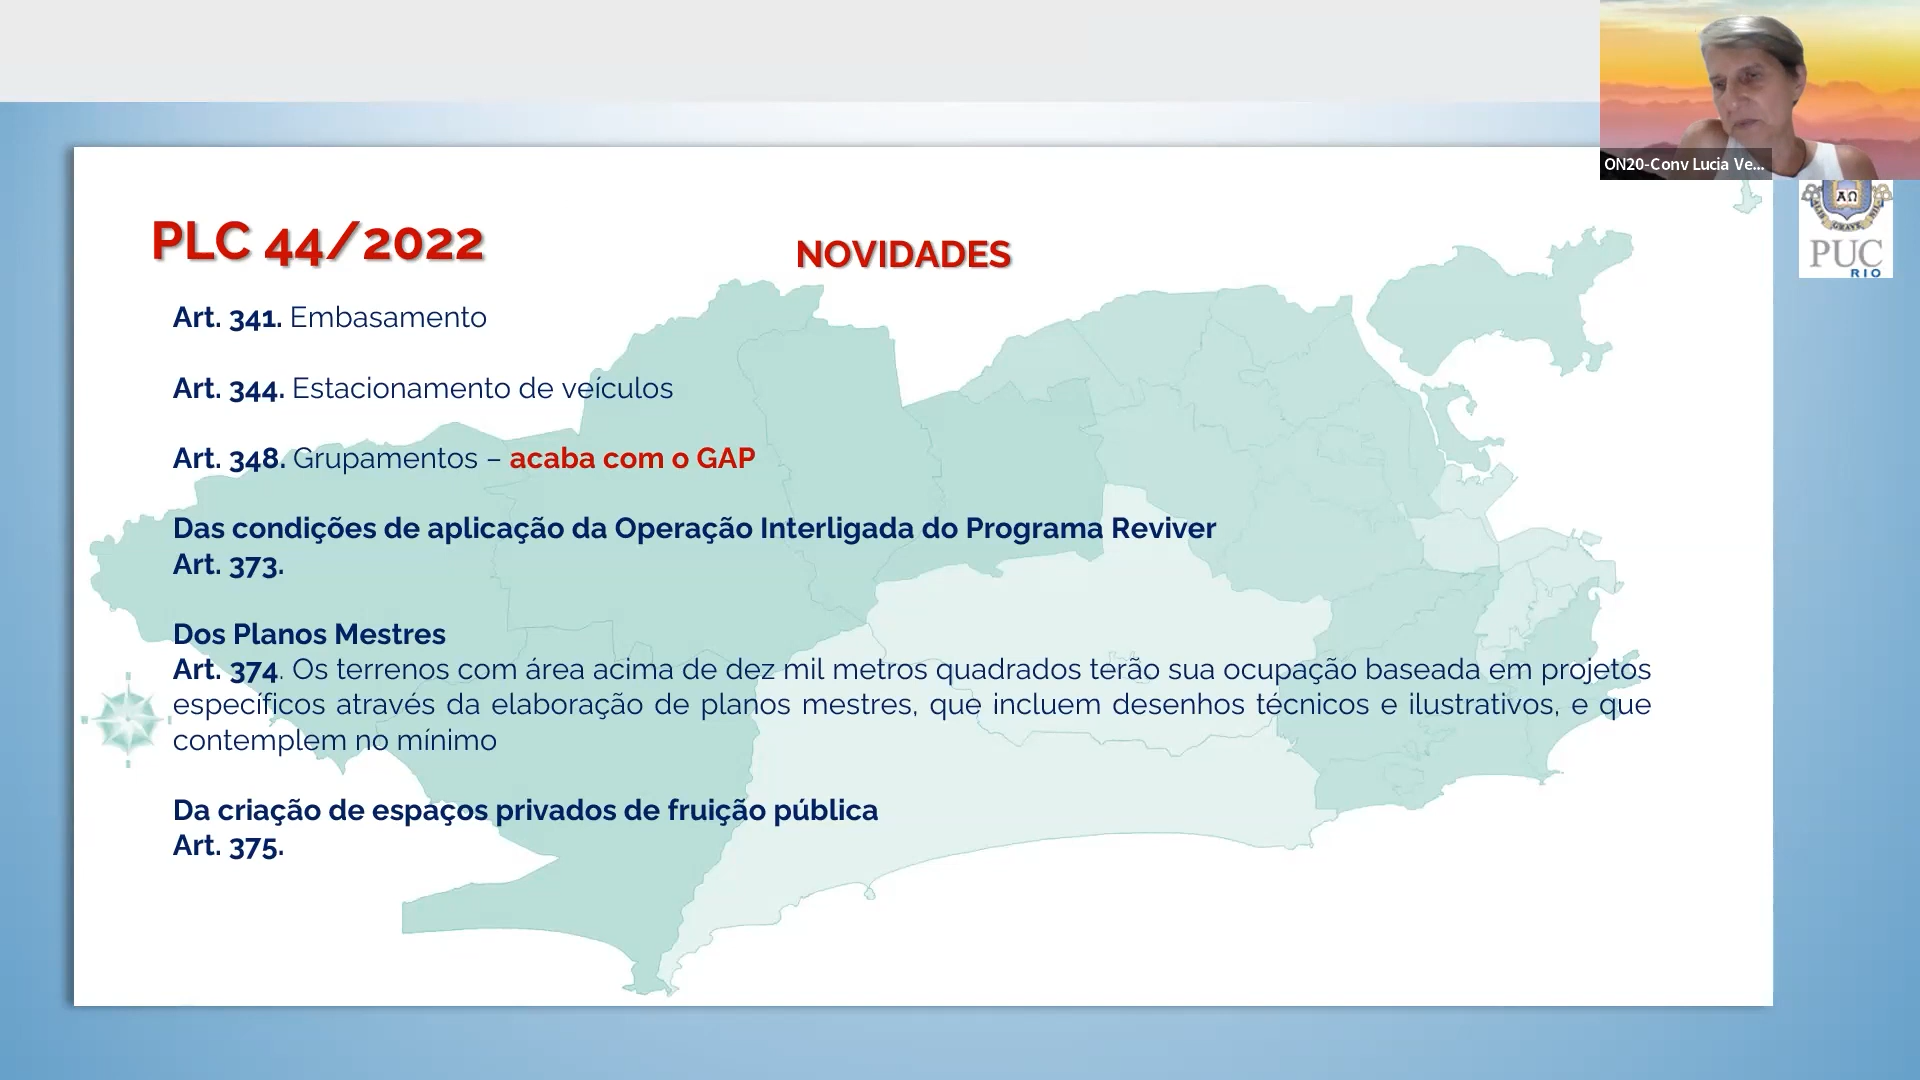 ON20-Conv Lucia Ve...
ΑΩ
PUC
RIO
PLC 44/2022
NOVIDADES
Art. 341. Embasamento
Art. 344. Estacionamento de veículos
Art. 348. Grupamentos – acaba com o GAP
Das condições de aplicação da Operação Interligada do Programa Reviver
Art. 373.
Dos Planos Mestres
Art. 374. Os terrenos com área acima de dez mil metros quadrados terão sua ocupação baseada em projetos
específicos através da elaboração de planos mestres, que incluem desenhos técnicos e ilustrativos, e que
contemplem no mínimo
Da criação de espaços privados de fruição pública
Art. 375.